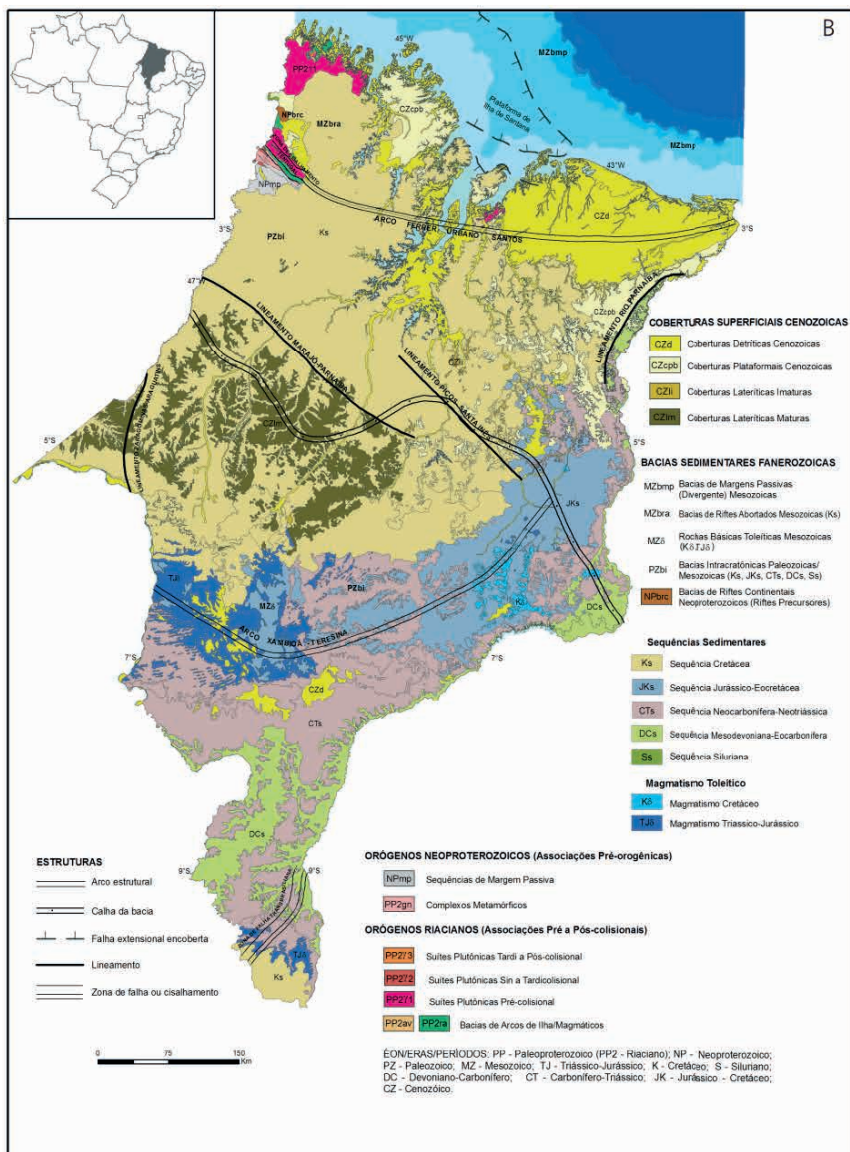 B
45°W
MZbmp
PP2γ1
Plataforma de
Ilha de Santana
NPbrc
MZbra
CZcpb
MZbmp
43°W
NPmp
ARCO FERRER URBANO SANTOS
CZd
3°S
PZbi
Ks
3°S
47°W
LINEAMENTO MARAJÓ-PARNAÍBA
LINEAMENTO RIO PARNAÍBA
CZcpb
LINEAMENTO PICOS SANTA INÊS
CZlm
5°S
5°S
JKs
TJδ
PZbi
MZδ
Kδ
DCs
ARCO XAMBIOÁ-TERESINA
7°S
7°S
CZd
CTs
DCs
9°S
9°S
TJδ
Ks
COBERTURAS SUPERFICIAIS CENOZOICAS
CZd Coberturas Detríticas Cenozoicas
CZcpb Coberturas Plataformais Cenozoicas
CZli Coberturas Lateríticas Imaturas
CZlm Coberturas Lateríticas Maturas
BACIAS SEDIMENTARES FANEROZOICAS
MZbmp Bacias de Margens Passivas
(Divergente) Mesozoicas
MZbra Bacias de Riftes Abortados Mesozoicas (Ks)
MZδ Rochas Básicas Toleíticas Mesozoicas
(Kδ,TJδ)
PZbi Bacias Intracratônicas Paleozoicas/
Mesozoicas (Ks, JKs, CTs, DCs, Ss)
NPbrc Bacias de Riftes Continentais
Neoproterozoicos (Riftes Precursores)
Sequências Sedimentares
Ks Sequência Cretácea
JKs Sequência Jurássico-Eocretácea
CTs Sequência Neocarbonífera-Neotriássica
DCs Sequência Mesodevoniana-Eocarbonífera
Ss Sequência Siluriana
Magmatismo Toleítico
Kδ Magmatismo Cretáceo
TJδ Magmatismo Triassico-Jurássico
ESTRUTURAS
Arco estrutural
Calha da bacia
Falha extensional encoberta
Lineamento
Zona de falha ou cisalhamento
0 75 150
Km
ORÓGENOS NEOPROTEROZOICOS (Associações Pré-orogênicas)
NPmp Sequências de Margem Passiva
PP2gn Complexos Metamórficos
ORÓGENOS RIACIANOS (Associações Pré a Pós-colisionais)
PP2γ3 Suítes Plutônicas Tardi a Pós-colisional
PP2γ2 Suítes Plutônicas Sin a Tardicolisional
PP2γ1 Suítes Plutônicas Pré-colisional
PP2av PP2ra Bacias de Arcos de Ilha/Magmáticos
ÉON/ERAS/PERÍODOS: PP - Paleoproterozoico (PP2 - Riaciano); NP - Neoproterozoico;
PZ - Paleozoico; MZ - Mesozoico; TJ - Triássico-Jurássico; K - Cretáceo; S - Siluriano;
DC - Devoniano-Carbonífero; CT - Carbonífero-Triássico; JK - Jurássico - Cretáceo;
CZ - Cenozóico.